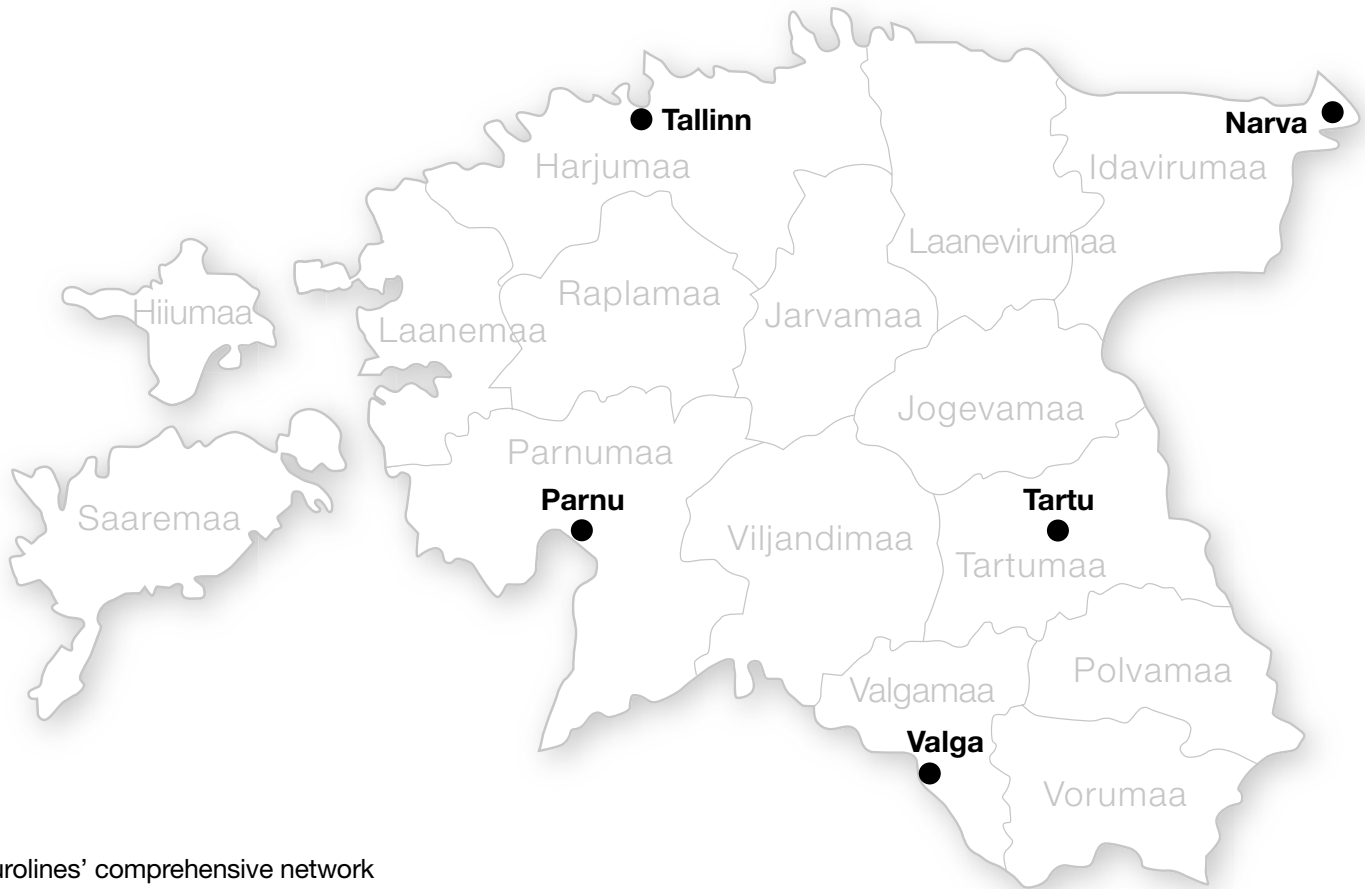 Tallinn
Narva
Harjumaa
Idavirumaa
Laanevirumaa
Raplamaa
Hiiumaa
Jarvamaa
Laanemaa
Jogevamaa
Parnumaa
Parnu
Tartu
Saaremaa
Viljandimaa
Tartumaa
Polvamaa
Valgamaa
Valga
Vorumaa
urolines’ comprehensive network